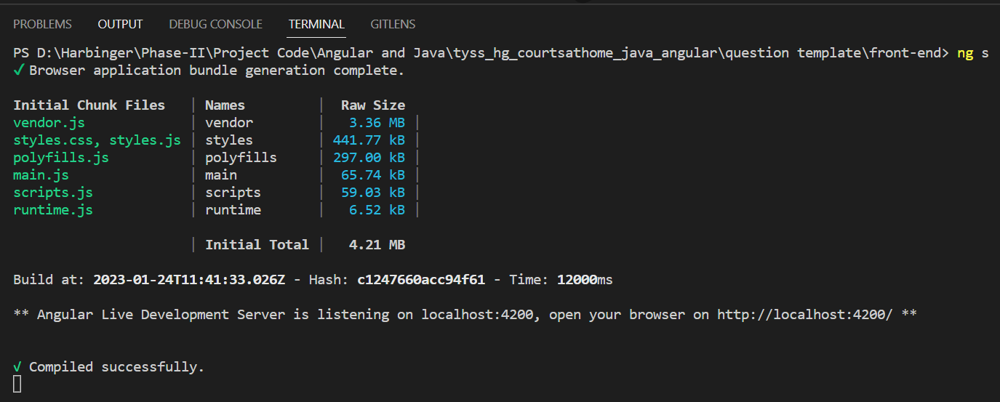 PROBLEMS OUTPUT DEBUG CONSOLE TERMINAL GITLENS
PS D:\Harbinger\Phase-II\Project Code\Angular and Java\tyss_hg_courtsathome_java_angular\question template\front-end> ng s
✓ Browser application bundle generation complete.
Initial Chunk Files | Names | Raw Size
vendor.js | vendor | 3.36 MB |
styles.css, styles.js | styles | 441.77 kB |
polyfills.js | polyfills | 297.00 kB |
main.js | main | 65.74 kB |
scripts.js | scripts | 59.03 kB |
runtime.js | runtime | 6.52 kB |
| Initial Total | 4.21 MB
Build at: 2023-01-24T11:41:33.026Z - Hash: c1247660acc94f61 - Time: 12000ms
** Angular Live Development Server is listening on localhost:4200, open your browser on http://localhost:4200/ **
√ Compiled successfully.